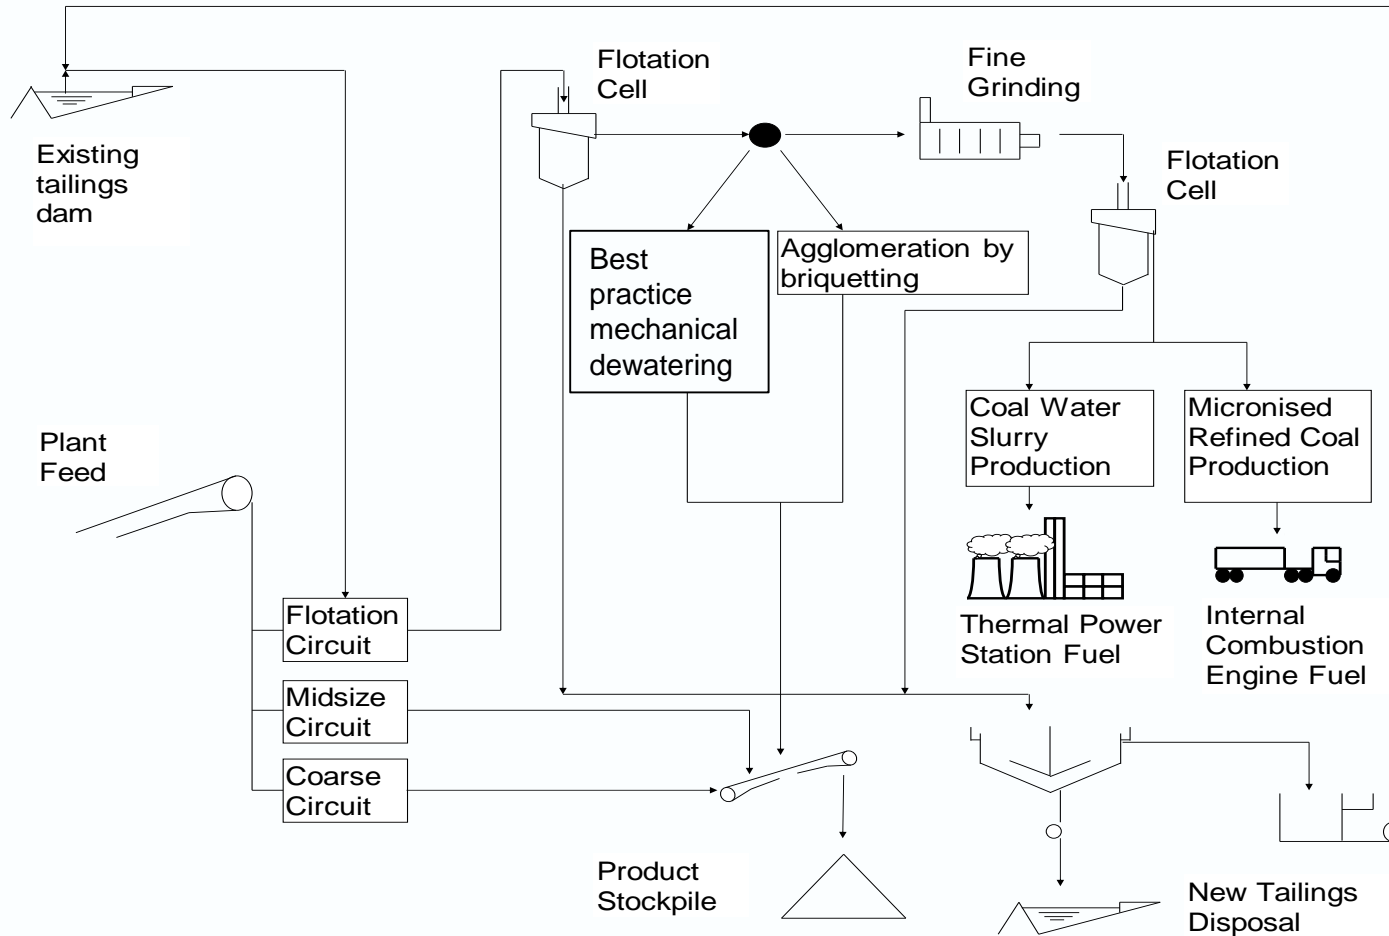 Flotation
Cell
Fine
Grinding
Existing
tailings
dam
Flotation
Cell
Best
practice
mechanical
dewatering
Agglomeration by
briquetting
Coal Water
Slurry
Production
Micronised
Refined Coal
Production
Plant
Feed
Flotation
Circuit
Midsize
Circuit
Coarse
Circuit
Thermal Power
Station Fuel
Internal
Combustion
Engine Fuel
Product
Stockpile
New Tailings
Disposal